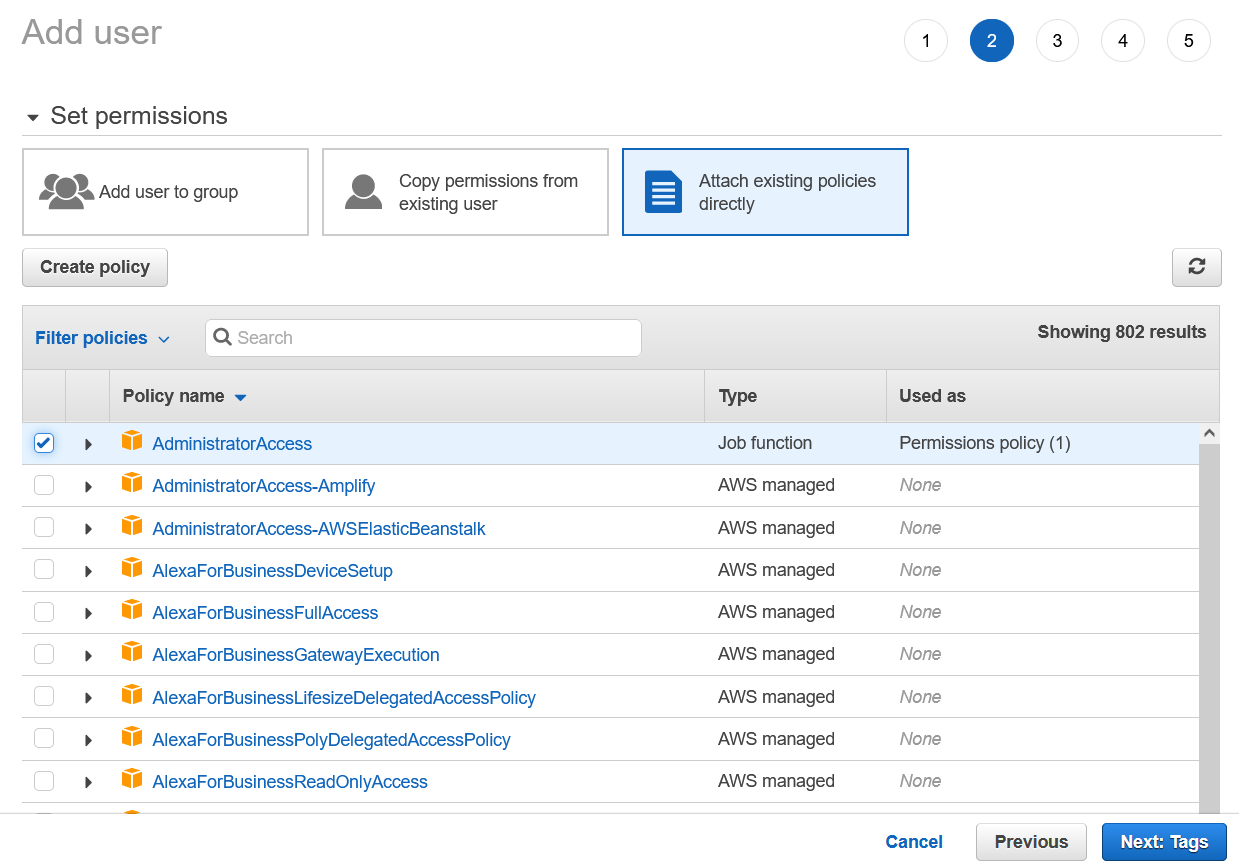 Add user
1 2 3 4 5
Set permissions
Add user to group
Copy permissions from
existing user
Attach existing policies
directly
Create policy
Filter policies Search Showing 802 results
Policy name Type Used as
AdministratorAccess Job function Permissions policy (1)
AdministratorAccess-Amplify AWS managed None
AdministratorAccess-AWSElasticBeanstalk AWS managed None
AlexaForBusinessDeviceSetup AWS managed None
AlexaForBusinessFullAccess AWS managed None
AlexaForBusinessGatewayExecution AWS managed None
AlexaForBusinessLifesizeDelegatedAccessPolicy AWS managed None
AlexaForBusinessPolyDelegatedAccessPolicy AWS managed None
AlexaForBusinessReadOnlyAccess AWS managed None
Cancel Previous Next: Tags